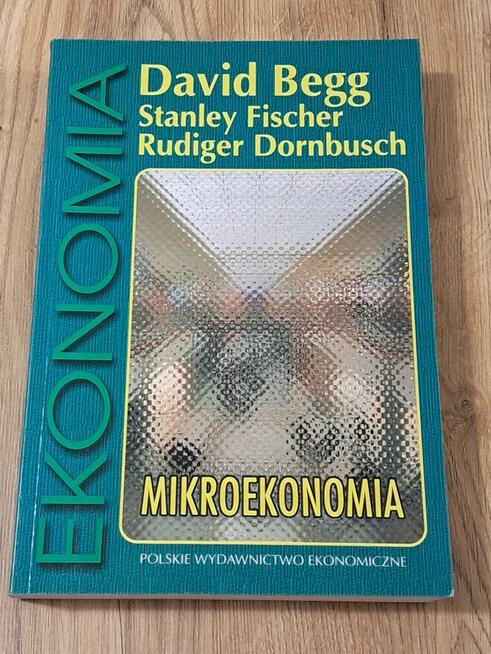 EKONOMIA
David Begg
Stanley Fischer
Rudiger Dornbusch
MIKROEKONOMIA
POLSKIE WYDAWNICTWO EKONOMICZNE